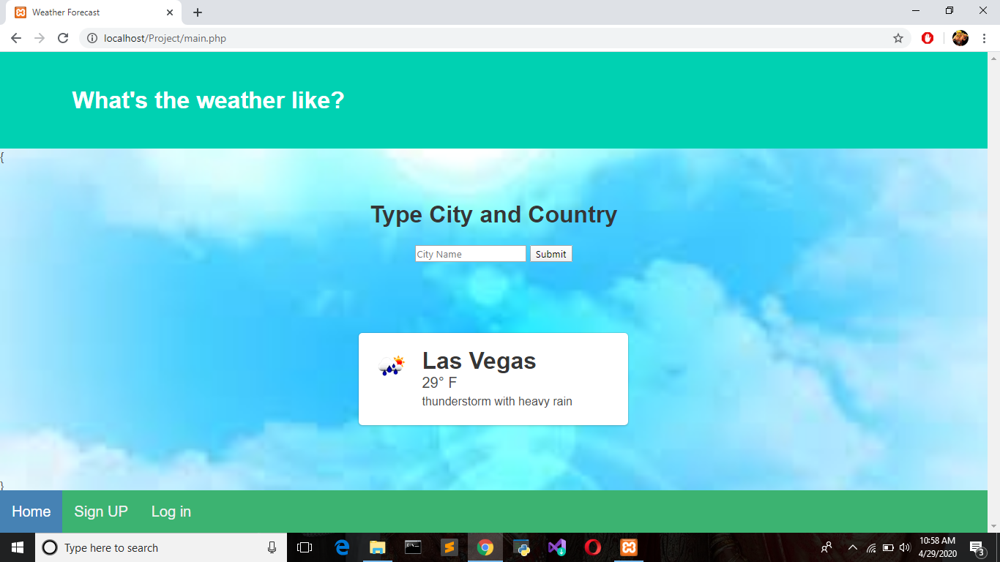 Weather Forecast
localhost/Project/main.php
What's the weather like?
{
Type City and Country
City Name
Submit
Las Vegas
29° F
thunderstorm with heavy rain
}
Home
Sign UP
Log in
Type here to search
10:58 AM
4/29/2020
3